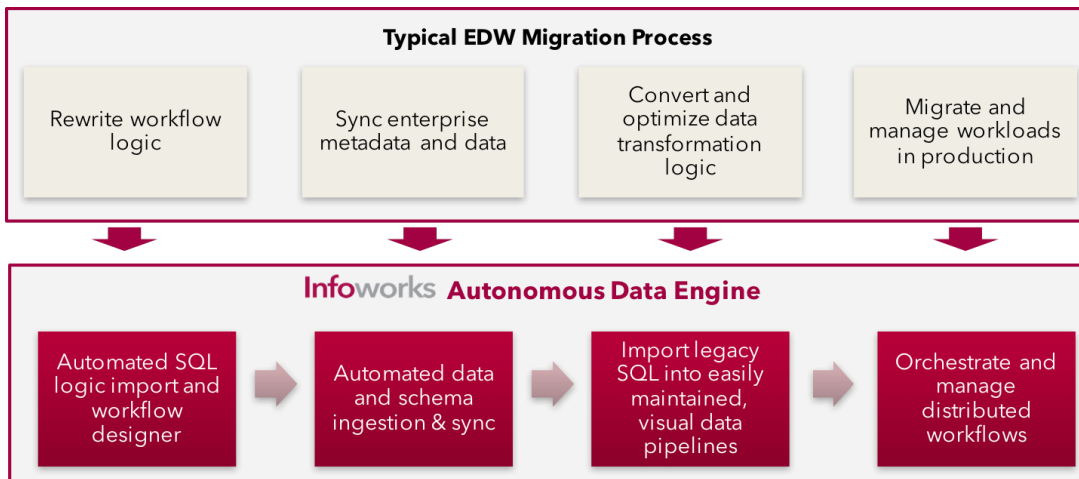 Typical EDW Migration Process
Rewrite workflow
logic
Sync enterprise
metadata and data
Convert and
optimize data
transformation
logic
Migrate and
manage workloads
in production
Infoworks Autonomous Data Engine
Automated SQL
logic import and
workflow
designer
Automated data
and schema
ingestion & sync
Import legacy
SQL into easily
maintained,
visual data
pipelines
Orchestrate and
manage
distributed
workflows